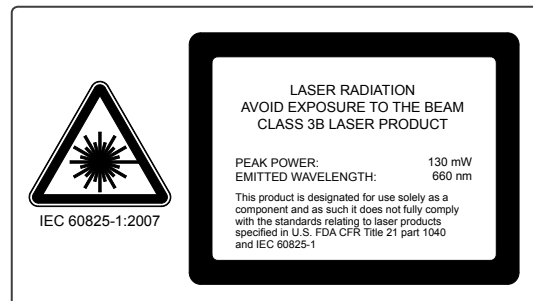 IEC 60825-1:2007
LASER RADIATION
AVOID EXPOSURE TO THE BEAM
CLASS 3B LASER PRODUCT
PEAK POWER: 130 mW
EMITTED WAVELENGTH: 660 nm
This product is designated for use solely as a
component and as such it does not fully comply
with the standards relating to laser products
specified in U.S. FDA CFR Title 21 part 1040
and IEC 60825-1